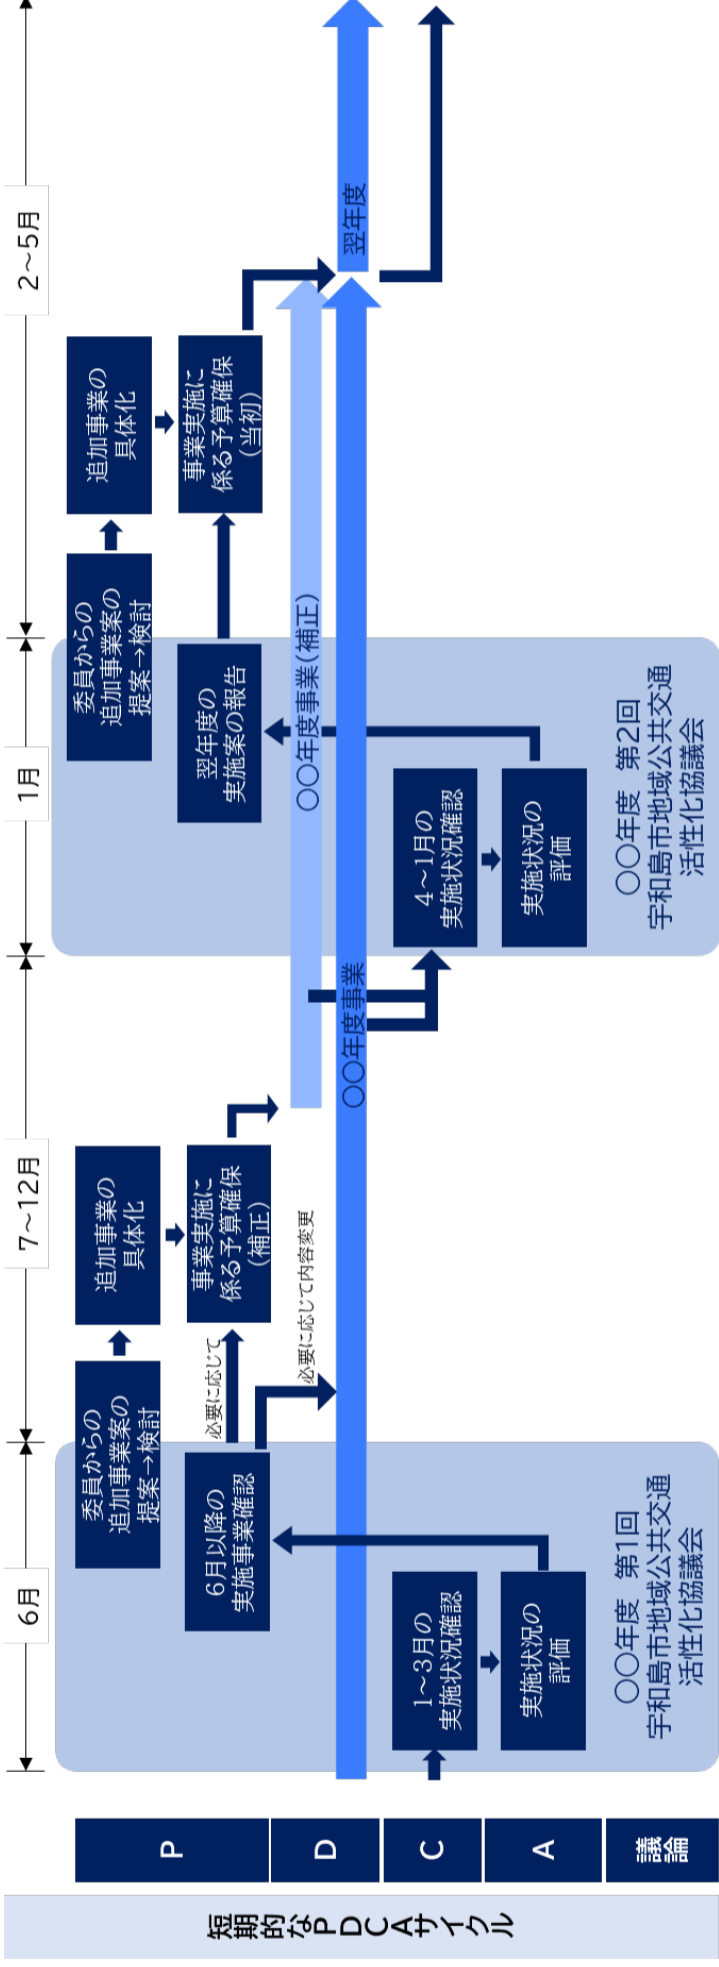 短期的なPDCAサイクル
P
D
C
A
議論
6月
7～12月
1月
2～5月
委員からの
追加事業案の
提案→検討
追加事業の
具体化
6月以降の
実施事業確認
必要に応じて
事業実施に
係る予算確保
（補正）
必要に応じて内容変更
1～3月の
実施状況確認
実施状況の
評価
〇〇年度　第1回
宇和島市地域公共交通
活性化協議会
委員からの
追加事業案の
提案→検討
追加事業の
具体化
翌年度の
実施案の報告
事業実施に
係る予算確保
（当初）
〇〇年度事業（補正）
〇〇年度事業
翌年度
4～1月の
実施状況確認
実施状況の
評価
〇〇年度　第2回
宇和島市地域公共交通
活性化協議会